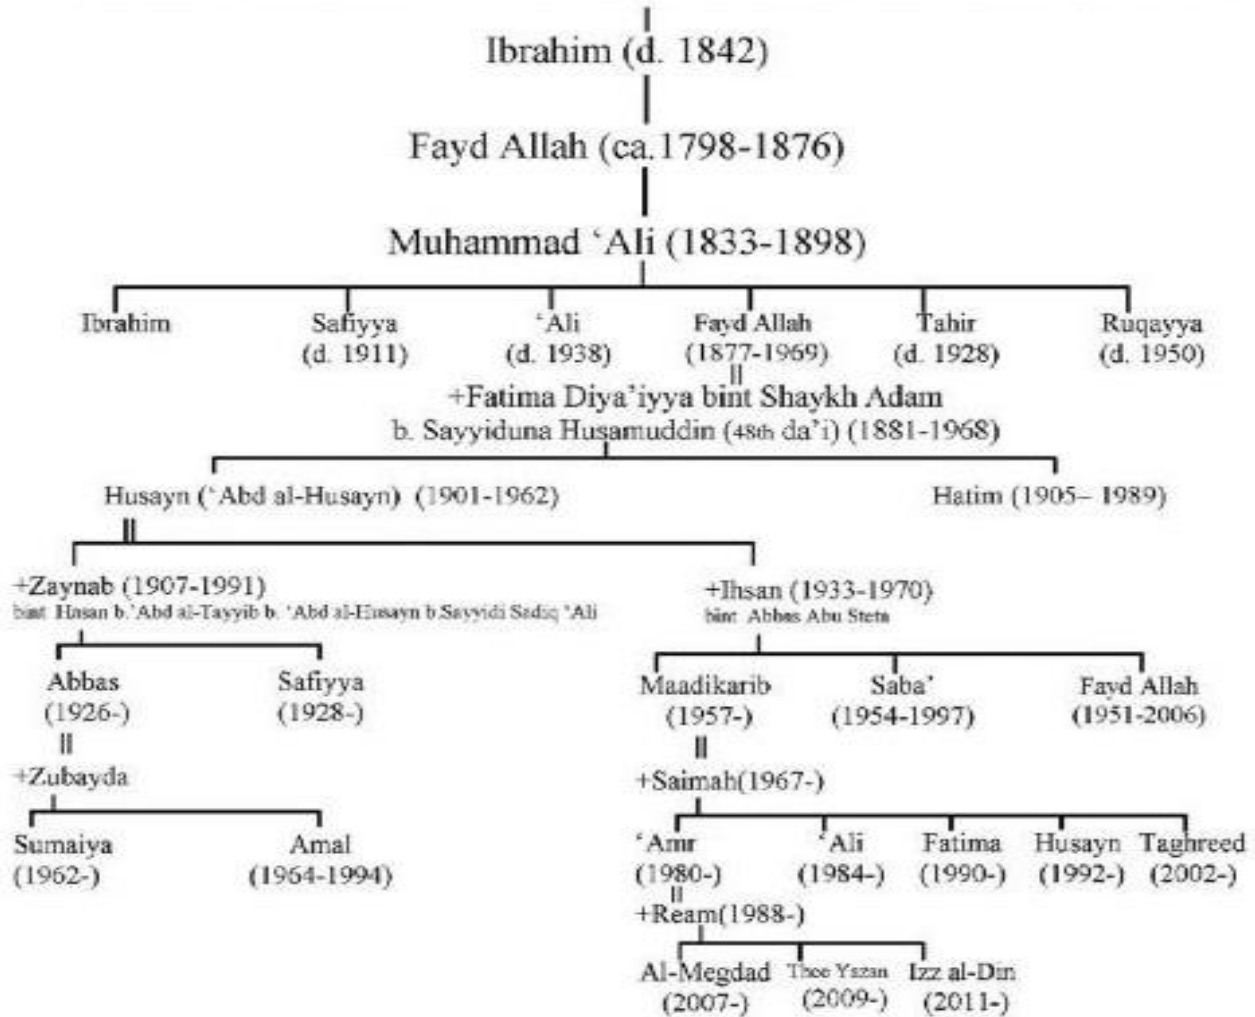 Ibrahim (d. 1842)
Fayd Allah (ca.1798-1876)
Muhammad ‘Ali (1833-1898)
Ibrahim Safiyya ‘Ali Fayd Allah Tahir Ruqayya
(d. 1911) (d. 1938) (1877-1969) (d. 1928) (d. 1950)
+Fatima Diya’iyya bint Shaykh Adam
b. Sayyiduna Husamuddin (48th da’i) (1881-1968)
Husayn (‘Abd al-Husayn) (1901-1962) Hatim (1905– 1989)
+Zaynab (1907-1991) +Ihsan (1933-1970)
bint Hasan b.’Abd al-Tayyib b. ‘Abd al-Husayn b.Sayyidi Sadiq ‘Ali bint Abbas Abu Steta
Abbas Safiyya Maadikarib Saba’ Fayd Allah
(1926-) (1928-) (1957-) (1954-1997) (1951-2006)
+Zubayda +Saimah(1967-)
Sumaiya Amal ‘Amr ‘Ali Fatima Husayn Taghreed
(1962-) (1964-1994) (1980-) (1984-) (1990-) (1992-) (2002-)
+Ream(1988-)
Al-Megdad Thee Yazan Izz al-Din
(2007-) (2009-) (2011-)